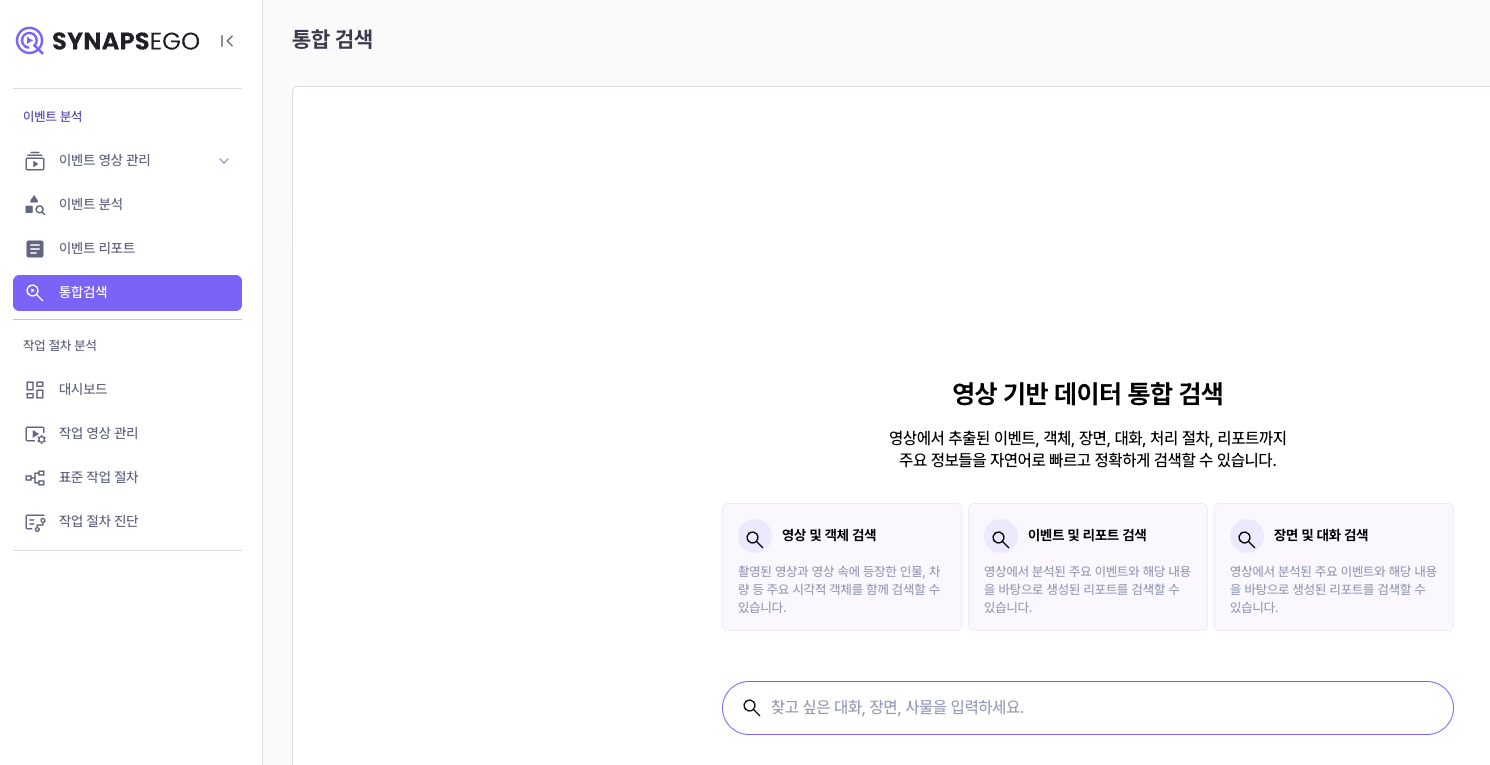 SYNAPSEGO
통합 검색
이벤트 분석
이벤트 영상 관리
이벤트 분석
이벤트 리포트
통합검색
작업 절차 분석
대시보드
작업 영상 관리
표준 작업 절차
작업 절차 진단
영상 기반 데이터 통합 검색
영상에서 추출된 이벤트, 객체, 장면, 대화, 처리 절차, 리포트까지
주요 정보들을 자연어로 빠르고 정확하게 검색할 수 있습니다.
영상 및 객체 검색
촬영된 영상과 영상 속에 등장한 인물, 차
량 등 주요 시각적 객체를 함께 검색할 수
있습니다.
이벤트 및 리포트 검색
영상에서 분석된 주요 이벤트와 해당 내용
을 바탕으로 생성된 리포트를 검색할 수
있습니다.
장면 및 대화 검색
영상에서 분석된 주요 이벤트와 해당 내용
을 바탕으로 생성된 리포트를 검색할 수
있습니다.
찾고 싶은 대화, 장면, 사물을 입력하세요.